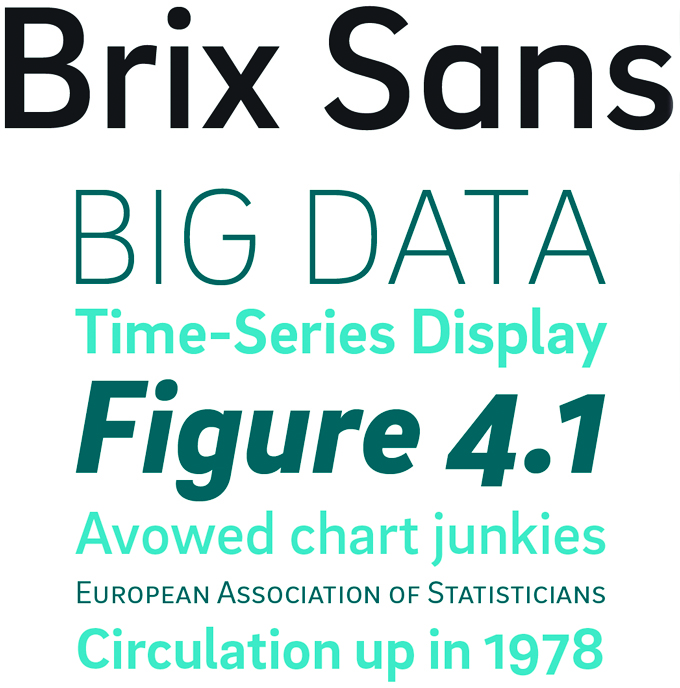 Brix Sans
BIG DATA
Time-Series Display
Figure 4.1
Avowed chart junkies
European Association of Statisticians
Circulation up in 1978